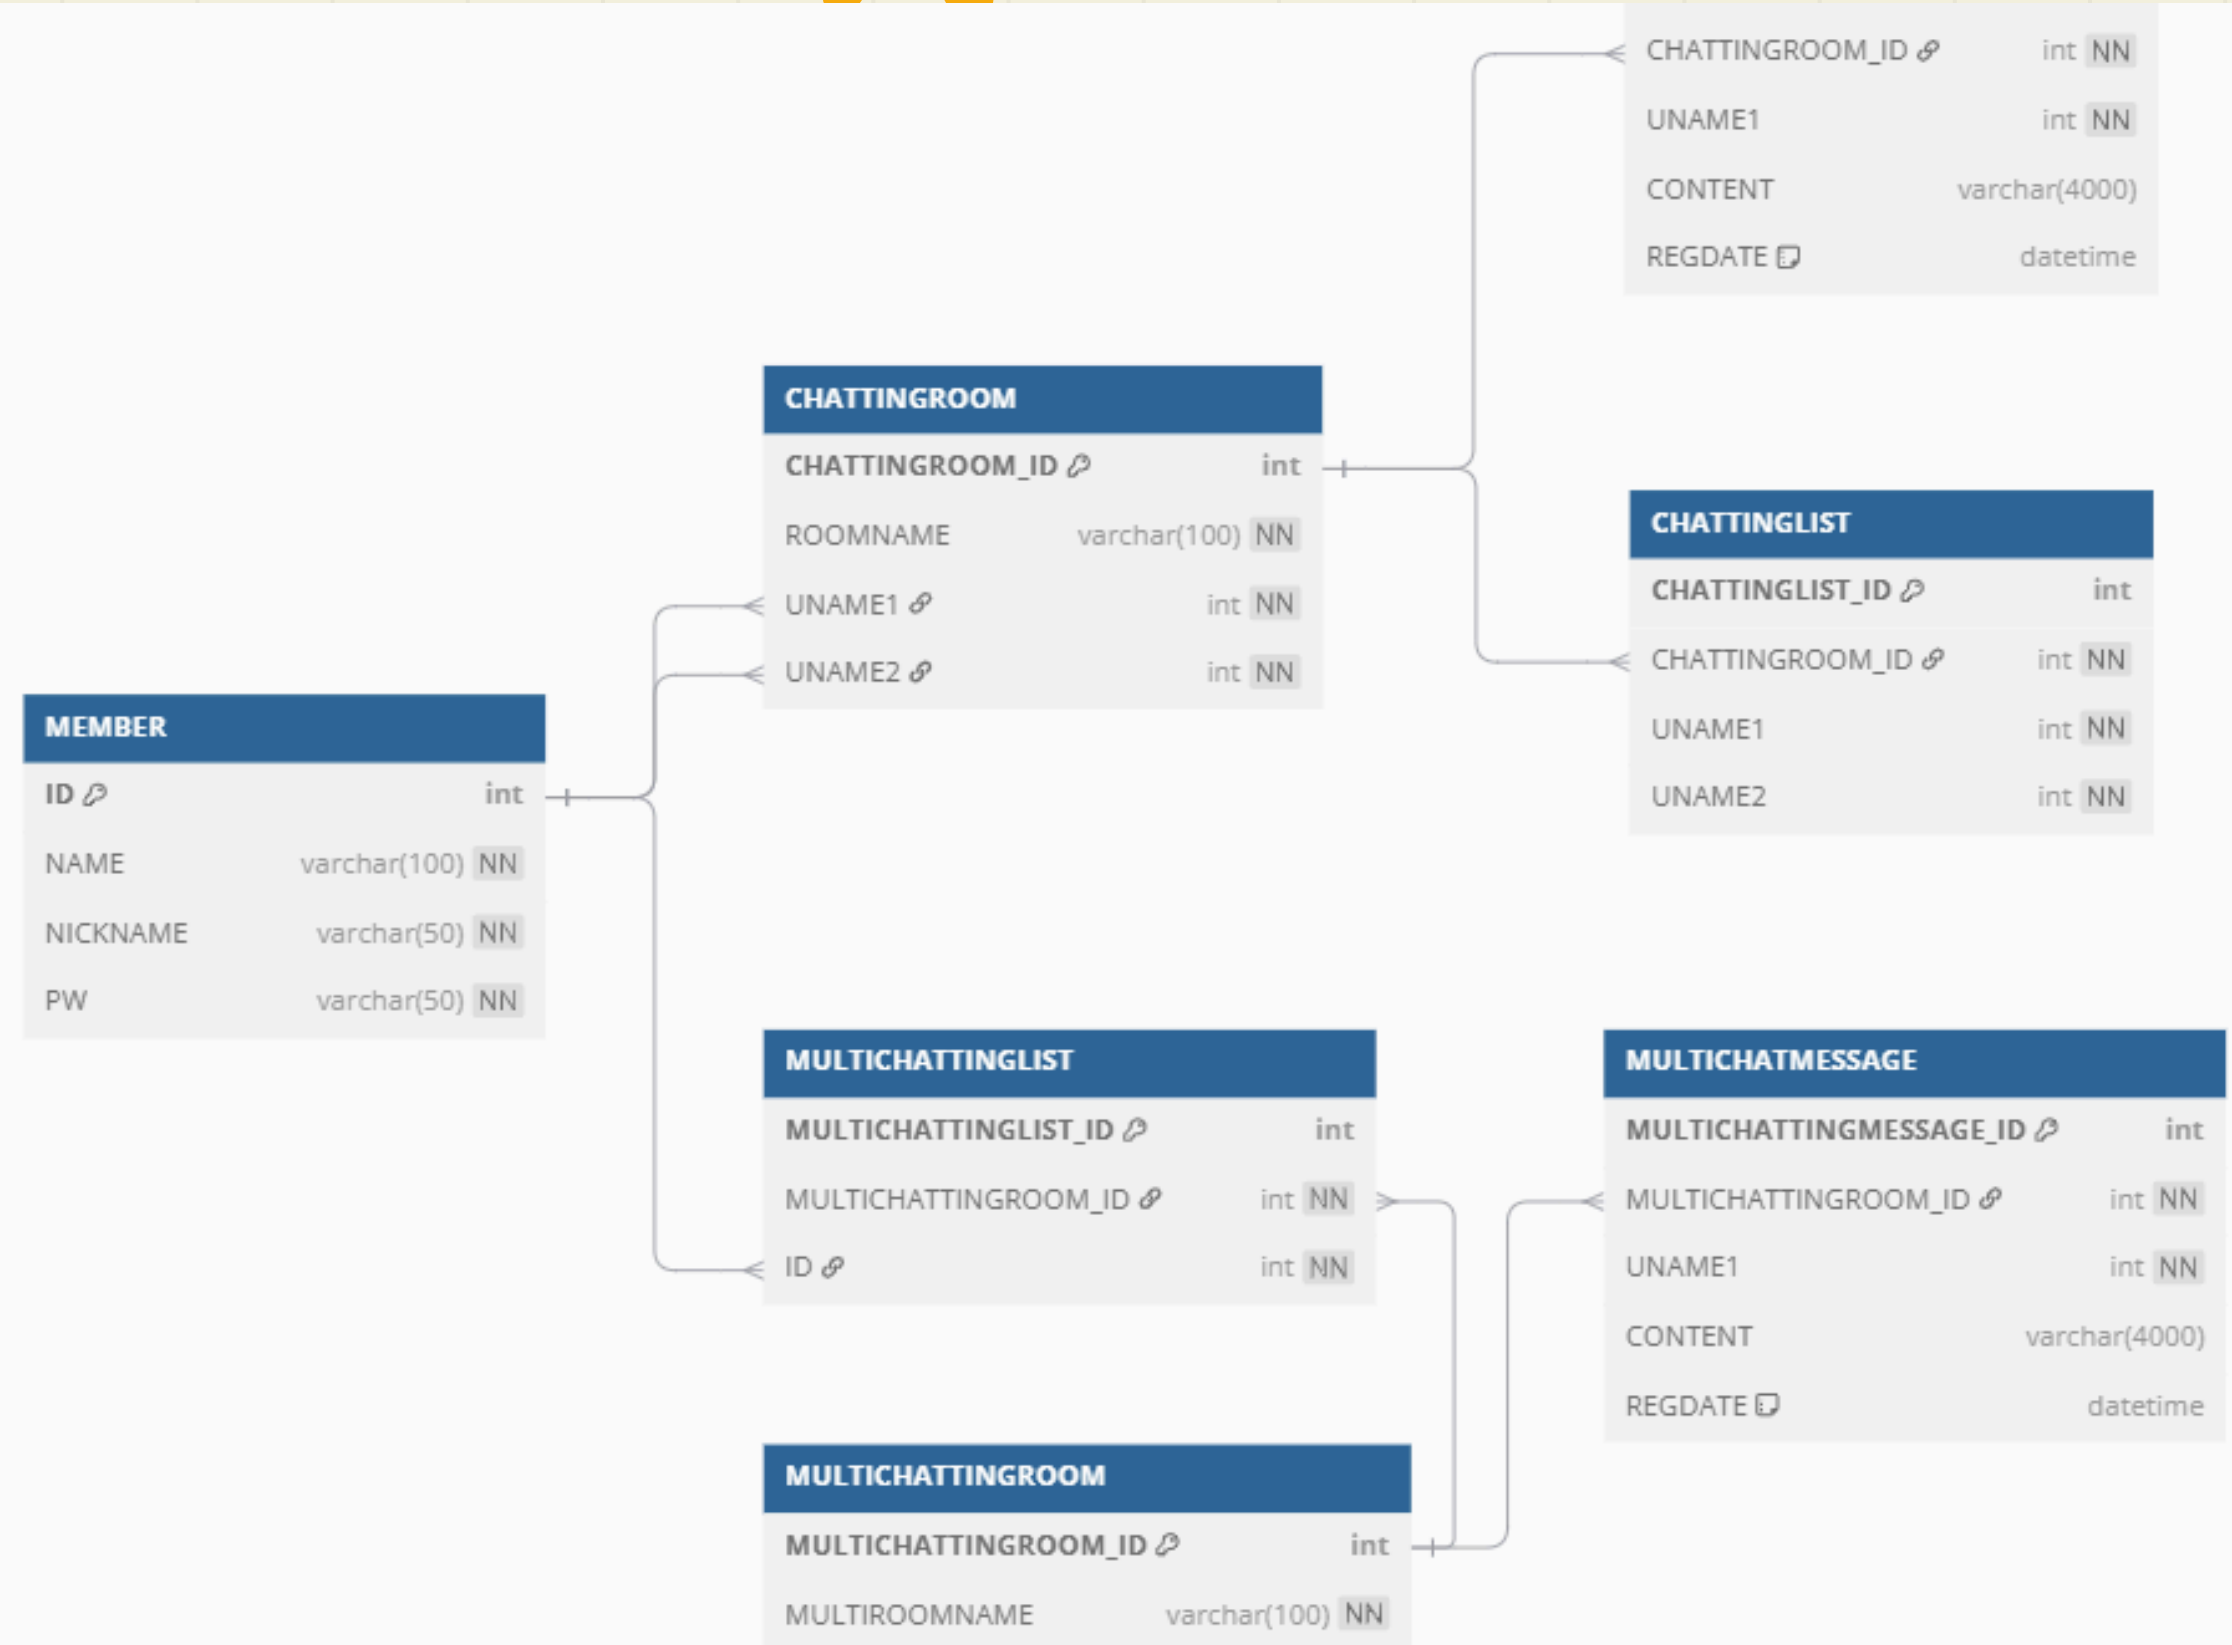 CHATTINGROOM_ID int NN
UNAME1 int NN
CONTENT varchar(4000)
REGDATE datetime
CHATTINGROOM
CHATTINGROOM_ID int
ROOMNAME varchar(100) NN
UNAME1 int NN
UNAME2 int NN
CHATTINGLIST
CHATTINGLIST_ID int
CHATTINGROOM_ID int NN
UNAME1 int NN
UNAME2 int NN
MEMBER
ID int
NAME varchar(100) NN
NICKNAME varchar(50) NN
PW varchar(50) NN
MULTICHATTINGLIST
MULTICHATTINGLIST_ID int
MULTICHATTINGROOM_ID int NN
ID int NN
MULTICHATMESSAGE
MULTICHATTINGMESSAGE_ID int
MULTICHATTINGROOM_ID int NN
UNAME1 int NN
CONTENT varchar(4000)
REGDATE datetime
MULTICHATTINGROOM
MULTICHATTINGROOM_ID int
MULTIROOMNAME varchar(100) NN